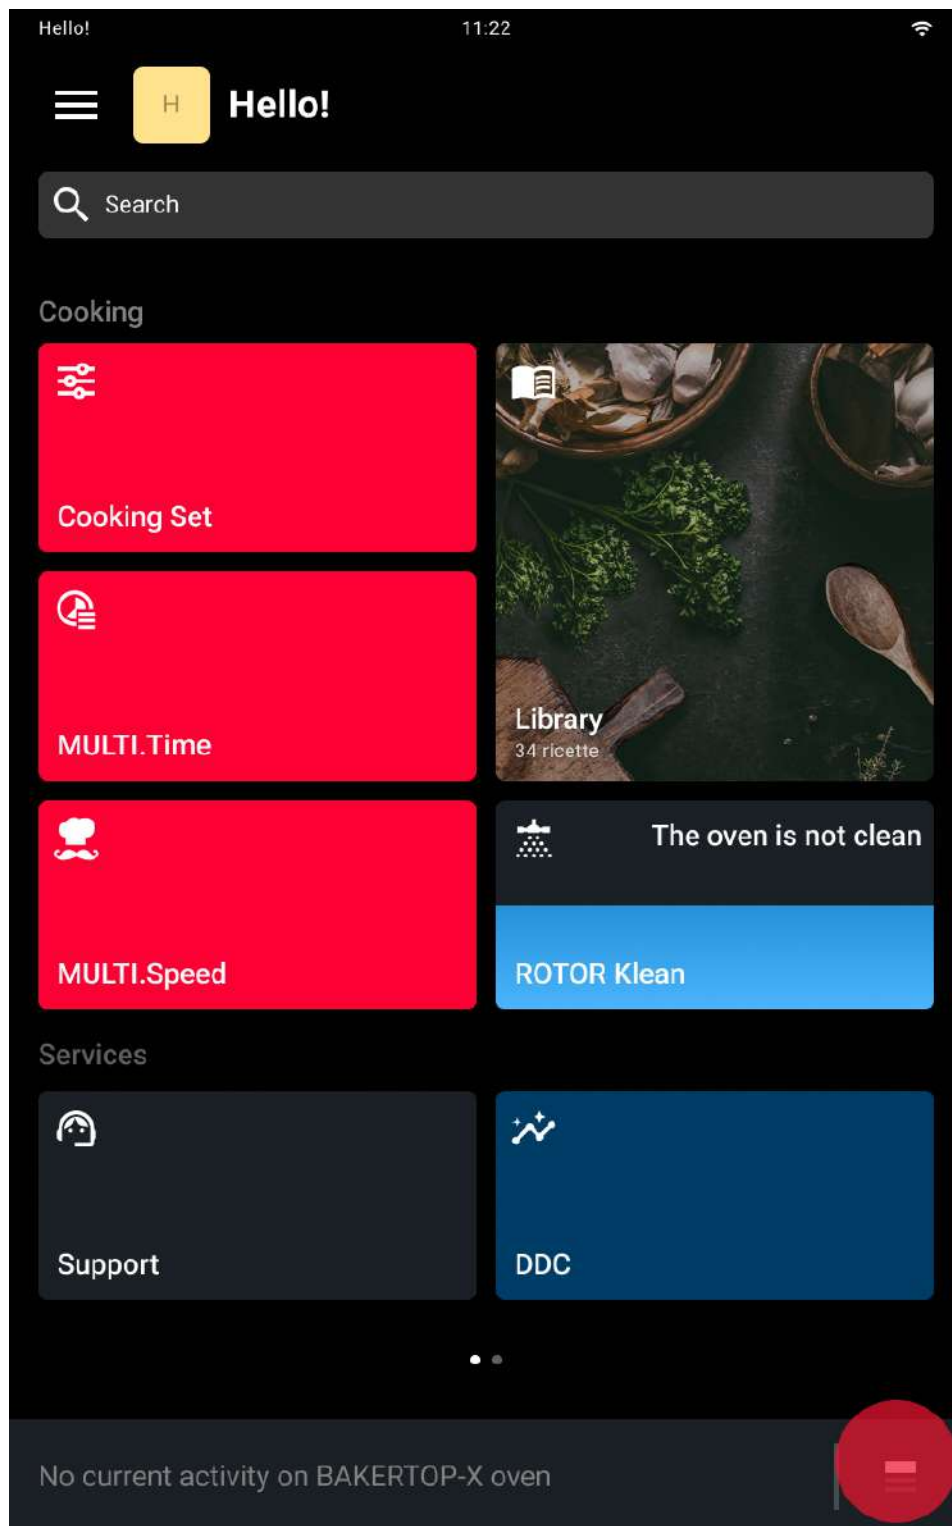 Hello!
11:22
H
Hello!
Search
Cooking
Cooking Set
MULTI.Time
Library
34 ricette
MULTI.Speed
The oven is not clean
ROTOR Klean
Services
Support
DDC
No current activity on BAKERTOP-X oven